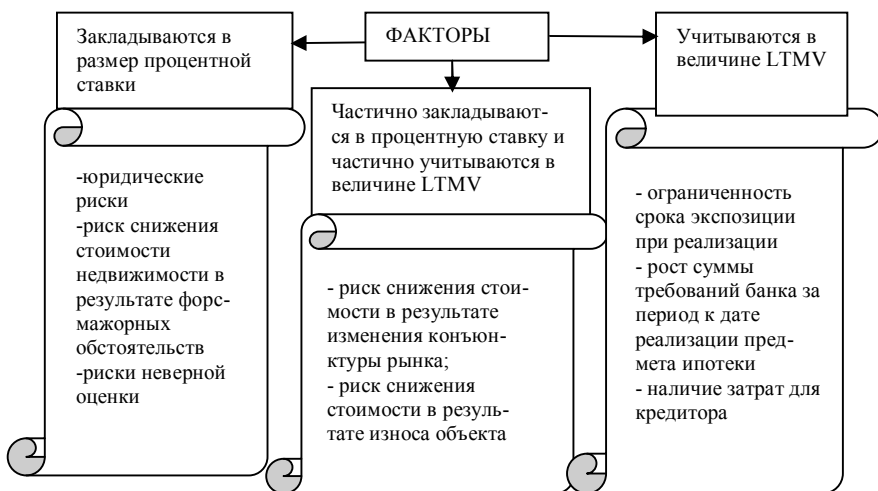 ФАКТОРЫ
Закладываются в
размер процентной
ставки
-юридические
риски
-риск снижения
стоимости
недвижимости в
результате форс-
мажорных
обстоятельств
-риски неверной
оценки
Частично закладывают-
ся в процентную ставку и
частично учитываются в
величине LTMV
- риск снижения стои-
мости в результате
изменения конъюн-
ктуры рынка;
- риск снижения
стоимости в резуль-
тате износа объекта
Учитываются в
величине LTMV
- ограниченность
срока экспозиции
при реализации
- рост суммы
требований банка за
период к дате
реализации пред-
мета ипотеки
- наличие затрат для
кредитора